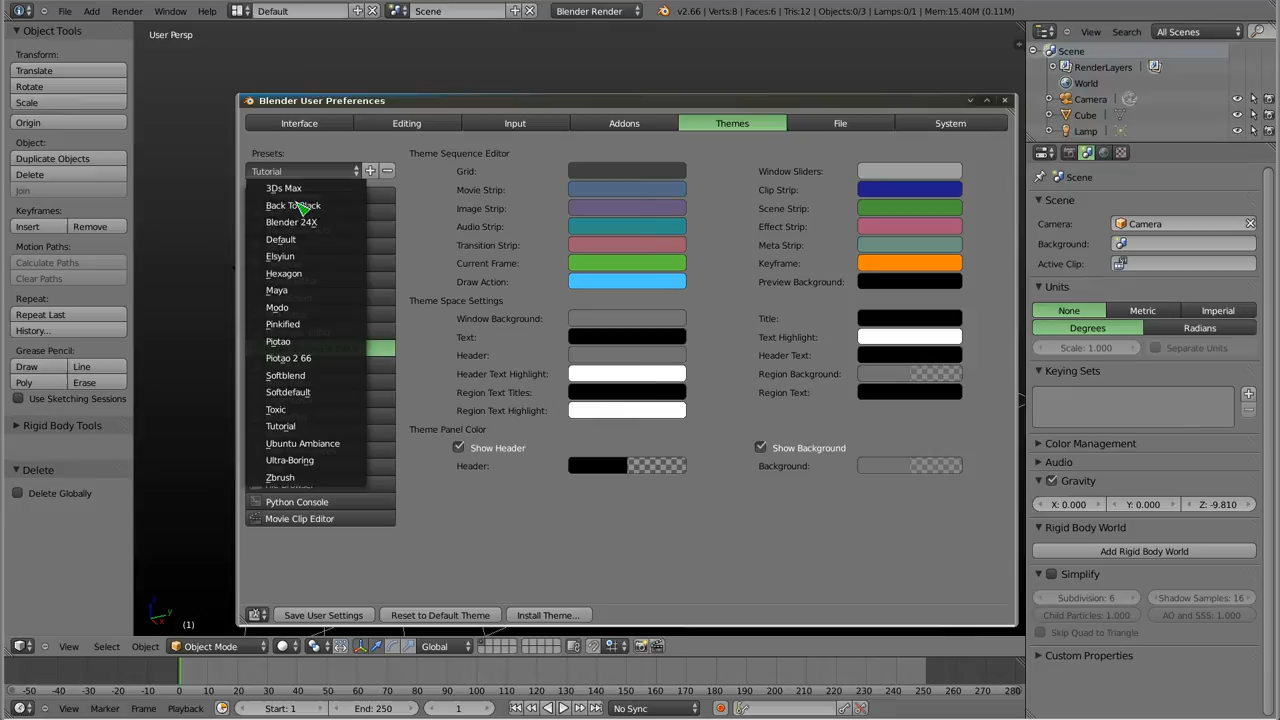 File Add Render Window Help Default Scene Blender Render v2.66 | Verts:8 | Faces:6 | Tris:12 | Objects:0/3 | Lamps:0/1 | Mem:15.40M (0.11M)
Object Tools
Transform:
Translate
Rotate
Scale
Origin
Object:
Duplicate Objects
Delete
Join
Keyframes:
Insert Remove
Motion Paths:
Calculate Paths
Clear Paths
Repeat:
Repeat Last
History...
Grease Pencil:
Draw Line
Poly Erase
Use Sketching Sessions
Rigid Body Tools
Delete
Delete Globally
User Persp
(1)
Blender User Preferences
Interface Editing Input Addons Themes File System
Presets:
Tutorial
3Ds Max
Back To Black
Blender 24X
Default
Elsyiun
Hexagon
Maya
Modo
Pinkified
Piotao
Piotao 2 66
Softblend
Softdefault
Toxic
Tutorial
Ubuntu Ambiance
Ultra-Boring
Zbrush
Python Console
Movie Clip Editor
Theme Sequence Editor
Grid: Window Sliders:
Movie Strip: Clip Strip:
Image Strip: Scene Strip:
Audio Strip: Effect Strip:
Transition Strip: Meta Strip:
Current Frame: Keyframe:
Draw Action: Preview Background:
Theme Space Settings
Window Background: Title:
Text: Text Highlight:
Header: Header Text:
Header Text Highlight: Region Background:
Region Text Titles: Region Text:
Region Text Highlight:
Theme Panel Color
Show Header Show Background
Header: Background:
Save User Settings Reset to Default Theme Install Theme...
View Search All Scenes
Scene
RenderLayers
World
Camera
Cube
Lamp
Scene
Scene
Camera: Camera
Background:
Active Clip:
Units
None Metric Imperial
Degrees Radians
Scale: 1.000 Separate Units
Keying Sets
Color Management
Audio
Gravity
X: 0.000 Y: 0.000 Z: -9.810
Rigid Body World
Add Rigid Body World
Simplify
Subdivision: 6 Shadow Samples: 16
Child Particles: 1.000 AO and SSS: 1.000
Skip Quad to Triangle
Custom Properties
View Select Object Object Mode Global
-50 -40 -30 -20 -10 0 10 20 30 40 50 60 70 80 90 100 110 120 130 140 150 160 170 180 190 200 210 220 230 240 250 260 270 280
View Marker Frame Playback Start: 1 End: 250 1 No Sync